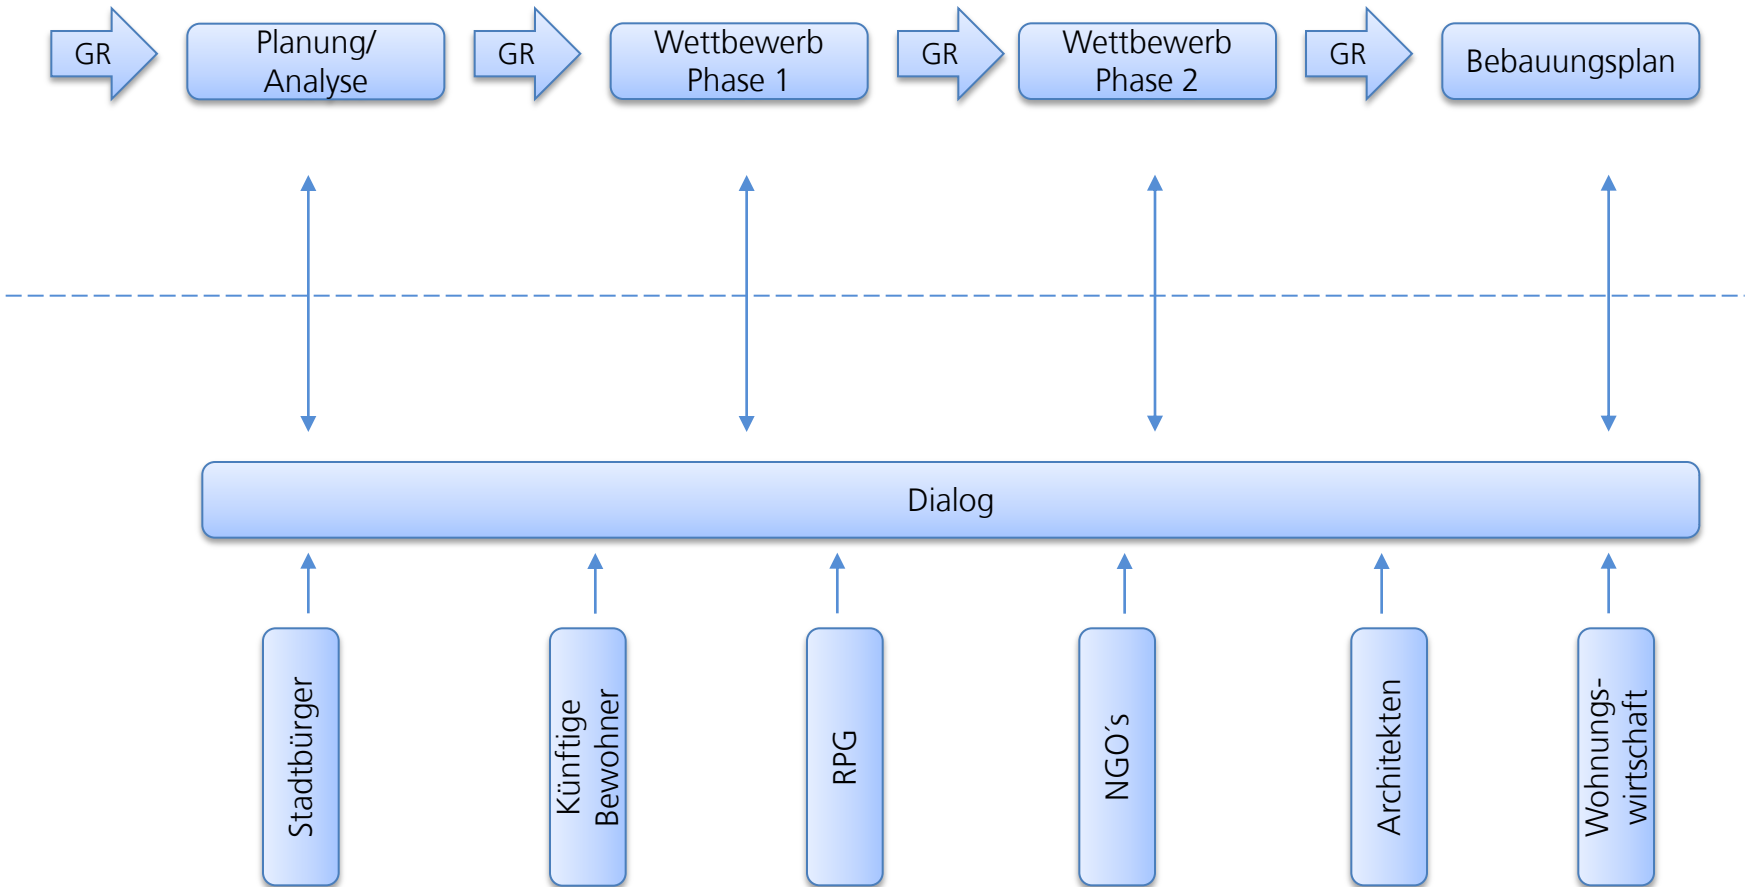 GR
Planung/
Analyse
GR
Wettbewerb
Phase 1
GR
Wettbewerb
Phase 2
GR
Bebauungsplan
Dialog
Stadtbürger
Künftige
Bewohner
RPG
NGO´s
Architekten
Wohnungs-
wirtschaft